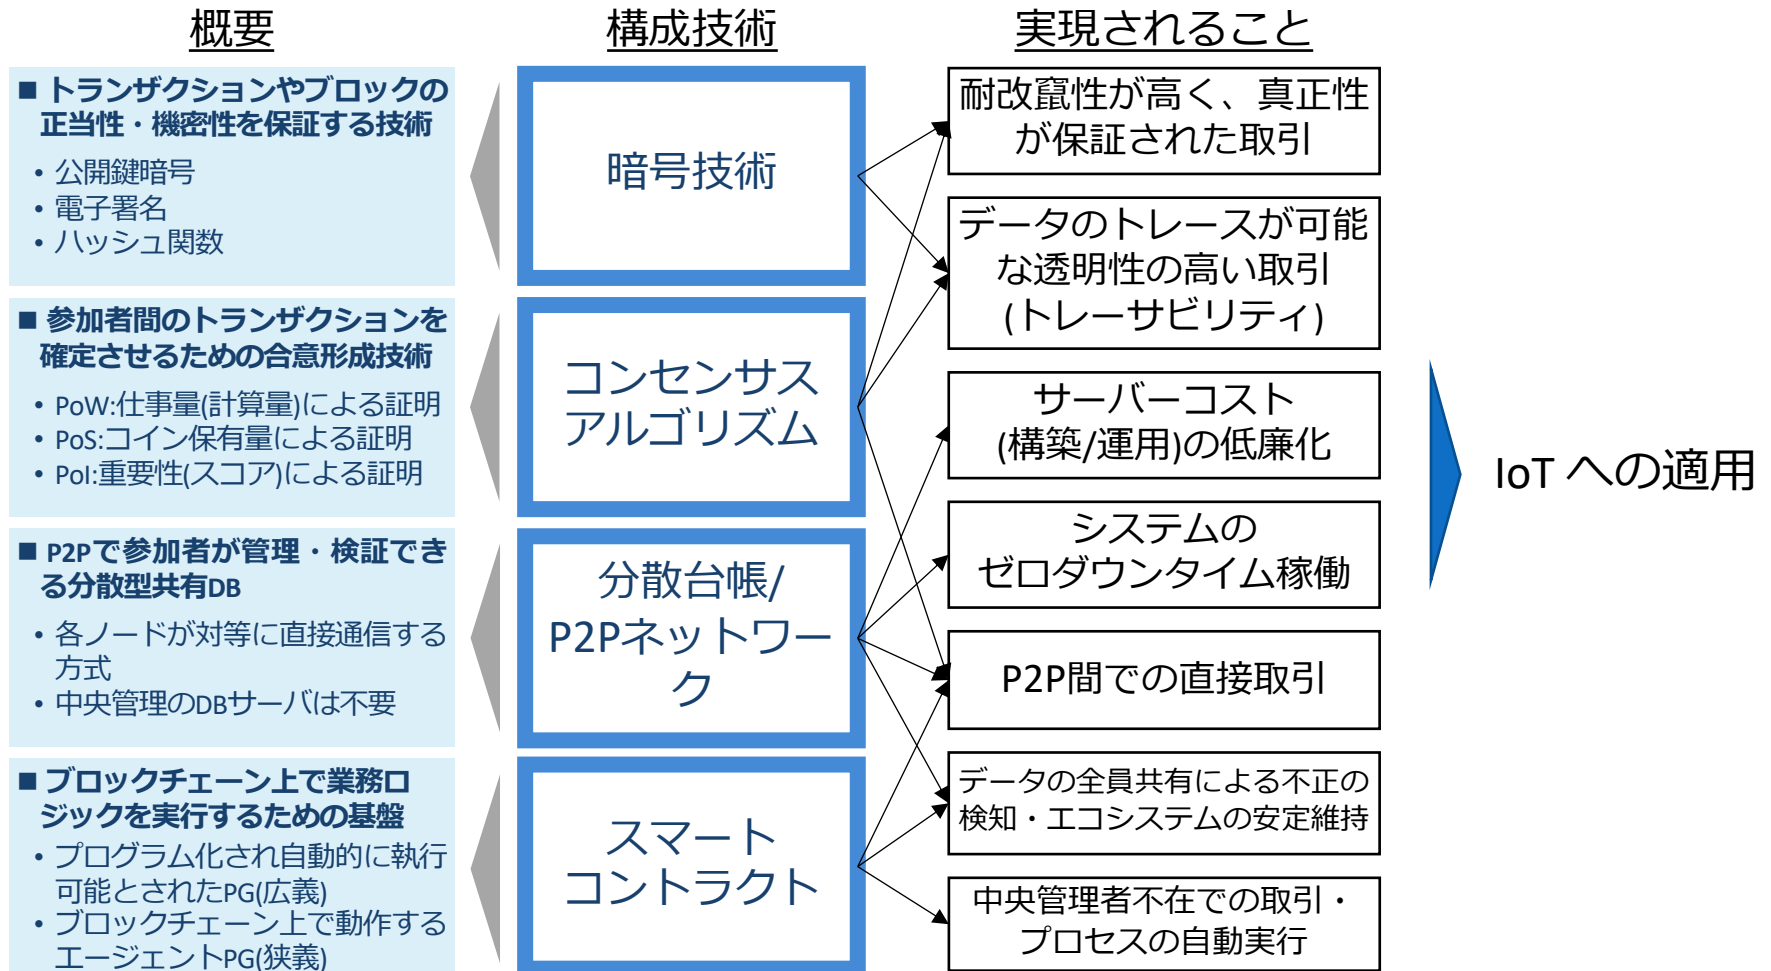 概要
■ トランザクションやブロックの
正当性・機密性を保証する技術
• 公開鍵暗号
• 電子署名
• ハッシュ関数
■ 参加者間のトランザクションを
確定させるための合意形成技術
• PoW:仕事量(計算量)による証明
• PoS:コイン保有量による証明
• PoI:重要性(スコア)による証明
■ P2Pで参加者が管理・検証でき
る分散型共有DB
• 各ノードが対等に直接通信する
方式
• 中央管理のDBサーバは不要
■ ブロックチェーン上で業務ロ
ジックを実行するための基盤
• プログラム化され自動的に執行
可能とされたPG(広義)
• ブロックチェーン上で動作する
エージェントPG(狭義)
構成技術
暗号技術
コンセンサス
アルゴリズム
分散台帳/
P2Pネットワー
ク
スマート
コントラクト
実現されること
耐改竄性が高く、真正性
が保証された取引
データのトレースが可能
な透明性の高い取引
(トレーサビリティ)
サーバーコスト
(構築/運用)の低廉化
システムの
ゼロダウンタイム稼働
P2P間での直接取引
データの全員共有による不正の
検知・エコシステムの安定維持
中央管理者不在での取引・
プロセスの自動実行
IoT への適用